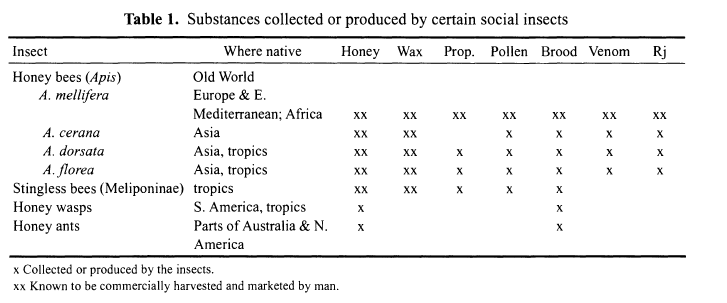 Table 1. Substances collected or produced by certain social insects
Insect Where native Honey Wax Prop. Pollen Brood Venom Rj
Honey bees (Apis) Old World
A. mellifera Europe & E.
Mediterranean; Africa xx xx xx xx xx xx xx
A. cerana Asia xx xx x x x x
A. dorsata Asia, tropics xx xx x x x x x
A. florea Asia, tropics xx xx x x x x x
Stingless bees (Meliponinae) tropics xx xx x x x
Honey wasps S. America, tropics x x
Honey ants Parts of Australia & N. x x
America
x Collected or produced by the insects.
xx Known to be commercially harvested and marketed by man.